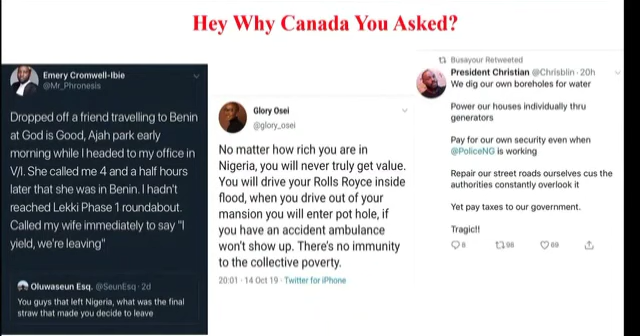 Hey Why Canada You Asked?
Emery Cromwell-Ibie
@Mr_Phronesis
Dropped off a friend travelling to Benin
at God is Good, Ajah park early
morning while I headed to my office in
V/I. She called me 4 and a half hours
later that she was in Benin. I hadn't
reached Lekki Phase 1 roundabout.
Called my wife immediately to say "I
yield, we're leaving"
Oluwaseun Esq. @SeunEsq · 2d
You guys that left Nigeria, what was the final
straw that made you decide to leave
Glory Osei
@glory_osei
No matter how rich you are in
Nigeria, you will never truly get value.
You will drive your Rolls Royce inside
flood, when you drive out of your
mansion you will enter pot hole, if
you have an accident ambulance
won't show up. There's no immunity
to the collective poverty.
20:01 · 14 Oct 19 · Twitter for iPhone
Busayour Retweeted
President Christian @Chrisblin · 20h
We dig our own boreholes for water
Power our houses individually thru
generators
Pay for our own security even when
@PoliceNG is working
Repair our street roads ourselves cus the
authorities constantly overlook it
Yet pay taxes to our government.
Tragic!!